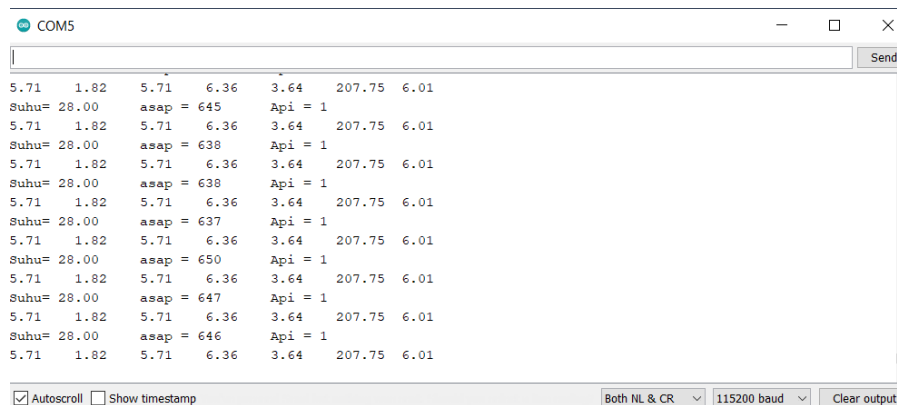 COM5
Send
5.71 1.82 5.71 6.36 3.64 207.75 6.01
Suhu= 28.00 asap = 645 Api = 1
5.71 1.82 5.71 6.36 3.64 207.75 6.01
Suhu= 28.00 asap = 638 Api = 1
5.71 1.82 5.71 6.36 3.64 207.75 6.01
Suhu= 28.00 asap = 638 Api = 1
5.71 1.82 5.71 6.36 3.64 207.75 6.01
Suhu= 28.00 asap = 637 Api = 1
5.71 1.82 5.71 6.36 3.64 207.75 6.01
Suhu= 28.00 asap = 650 Api = 1
5.71 1.82 5.71 6.36 3.64 207.75 6.01
Suhu= 28.00 asap = 647 Api = 1
5.71 1.82 5.71 6.36 3.64 207.75 6.01
Suhu= 28.00 asap = 646 Api = 1
5.71 1.82 5.71 6.36 3.64 207.75 6.01
Autoscroll Show timestamp Both NL & CR 115200 baud Clear output